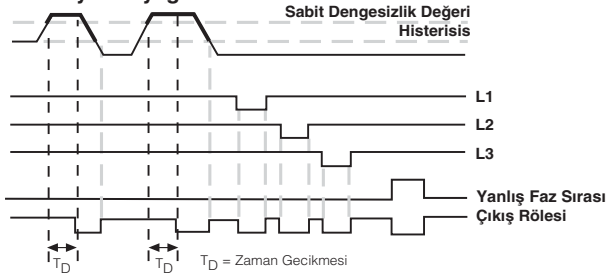 Sabit Dengesizlik Değeri
Histerisis
L1
L2
L3
Yanlış Faz Sırası
Çıkış Rölesi
TD
TD
TD = Zaman Gecikmesi